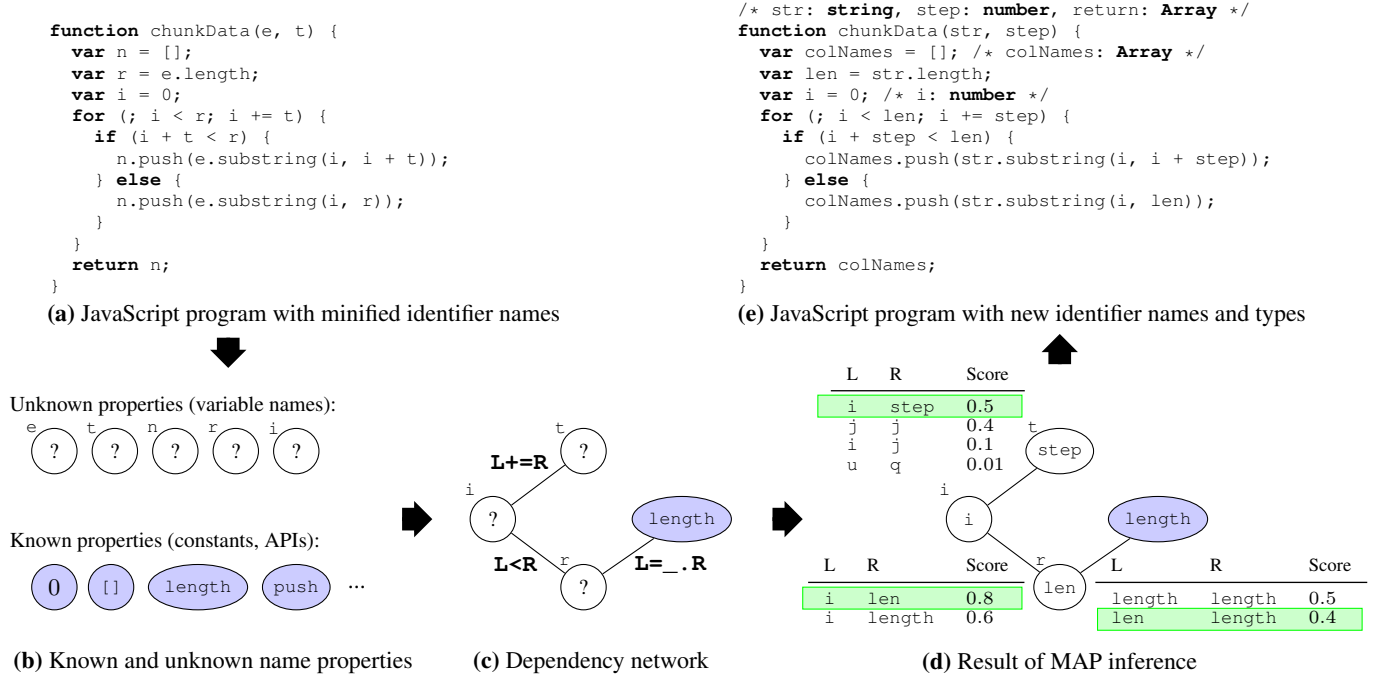 function chunkData(e, t) {
  var n = [];
  var r = e.length;
  var i = 0;
  for (; i < r; i += t) {
    if (i + t < r) {
      n.push(e.substring(i, i + t));
    } else {
      n.push(e.substring(i, r));
    }
  }
  return n;
}
(a) JavaScript program with minified identifier names
/* str: string, step: number, return: Array */
function chunkData(str, step) {
  var colNames = []; /* colNames: Array */
  var len = str.length;
  var i = 0; /* i: number */
  for (; i < len; i += step) {
    if (i + step < len) {
      colNames.push(str.substring(i, i + step));
    } else {
      colNames.push(str.substring(i, len));
    }
  }
  return colNames;
}
(e) JavaScript program with new identifier names and types
Unknown properties (variable names):
e t n r i
? ? ? ? ?
Known properties (constants, APIs):
0 [] length push ...
(b) Known and unknown name properties
t
?
L+=R
i
?
length
L<R
r
?
L=_.R
(c) Dependency network
L R Score
i step 0.5
j j 0.4
i j 0.1
u q 0.01
t
step
i
i
length
r
len
L R Score
i len 0.8
i length 0.6
L R Score
length length 0.5
len length 0.4
(d) Result of MAP inference